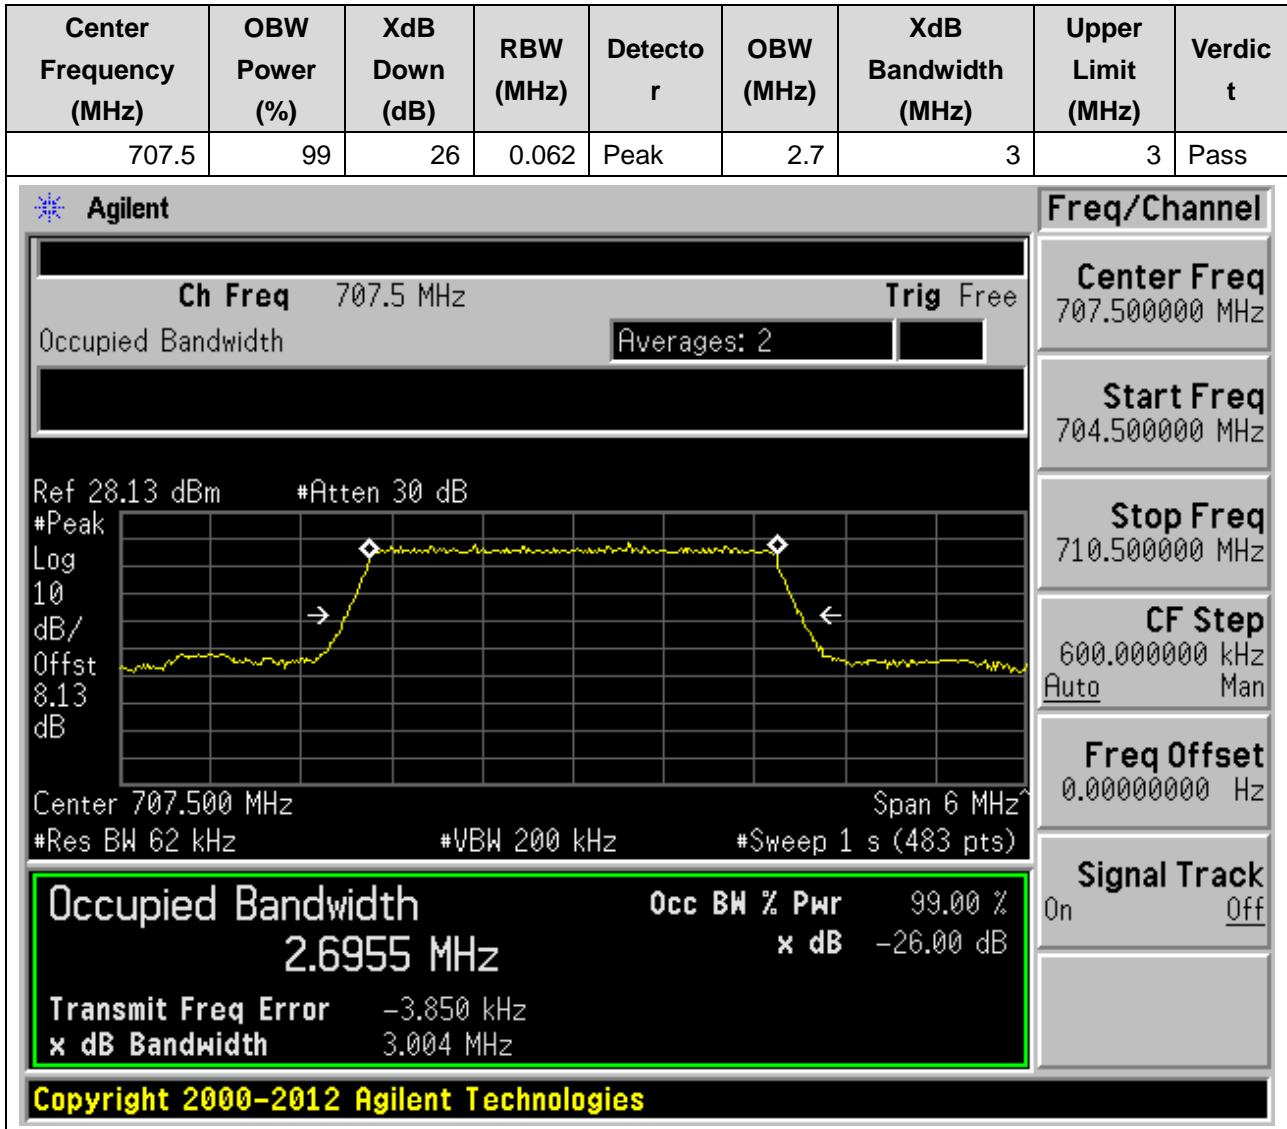 Center Frequency (MHz) OBW Power (%) XdB Down (dB) RBW (MHz) Detecto r OBW (MHz) XdB Bandwidth (MHz) Upper Limit (MHz) Verdic t
707.5 99 26 0.062 Peak 2.7 3 3 Pass
Agilent
Freq/Channel
Ch Freq 707.5 MHz Trig Free
Occupied Bandwidth Averages: 2
Ref 28.13 dBm #Atten 30 dB
#Peak
Log
10
dB/
Offst
8.13
dB
Center 707.500 MHz Span 6 MHz^
#Res BW 62 kHz #VBW 200 kHz #Sweep 1 s (483 pts)
Occupied Bandwidth Occ BW % Pwr 99.00 %
2.6955 MHz x dB -26.00 dB
Transmit Freq Error -3.850 kHz
x dB Bandwidth 3.004 MHz
Copyright 2000-2012 Agilent Technologies
Center Freq
707.500000 MHz
Start Freq
704.500000 MHz
Stop Freq
710.500000 MHz
CF Step
600.000000 kHz
Auto Man
Freq Offset
0.00000000 Hz
Signal Track
On Off